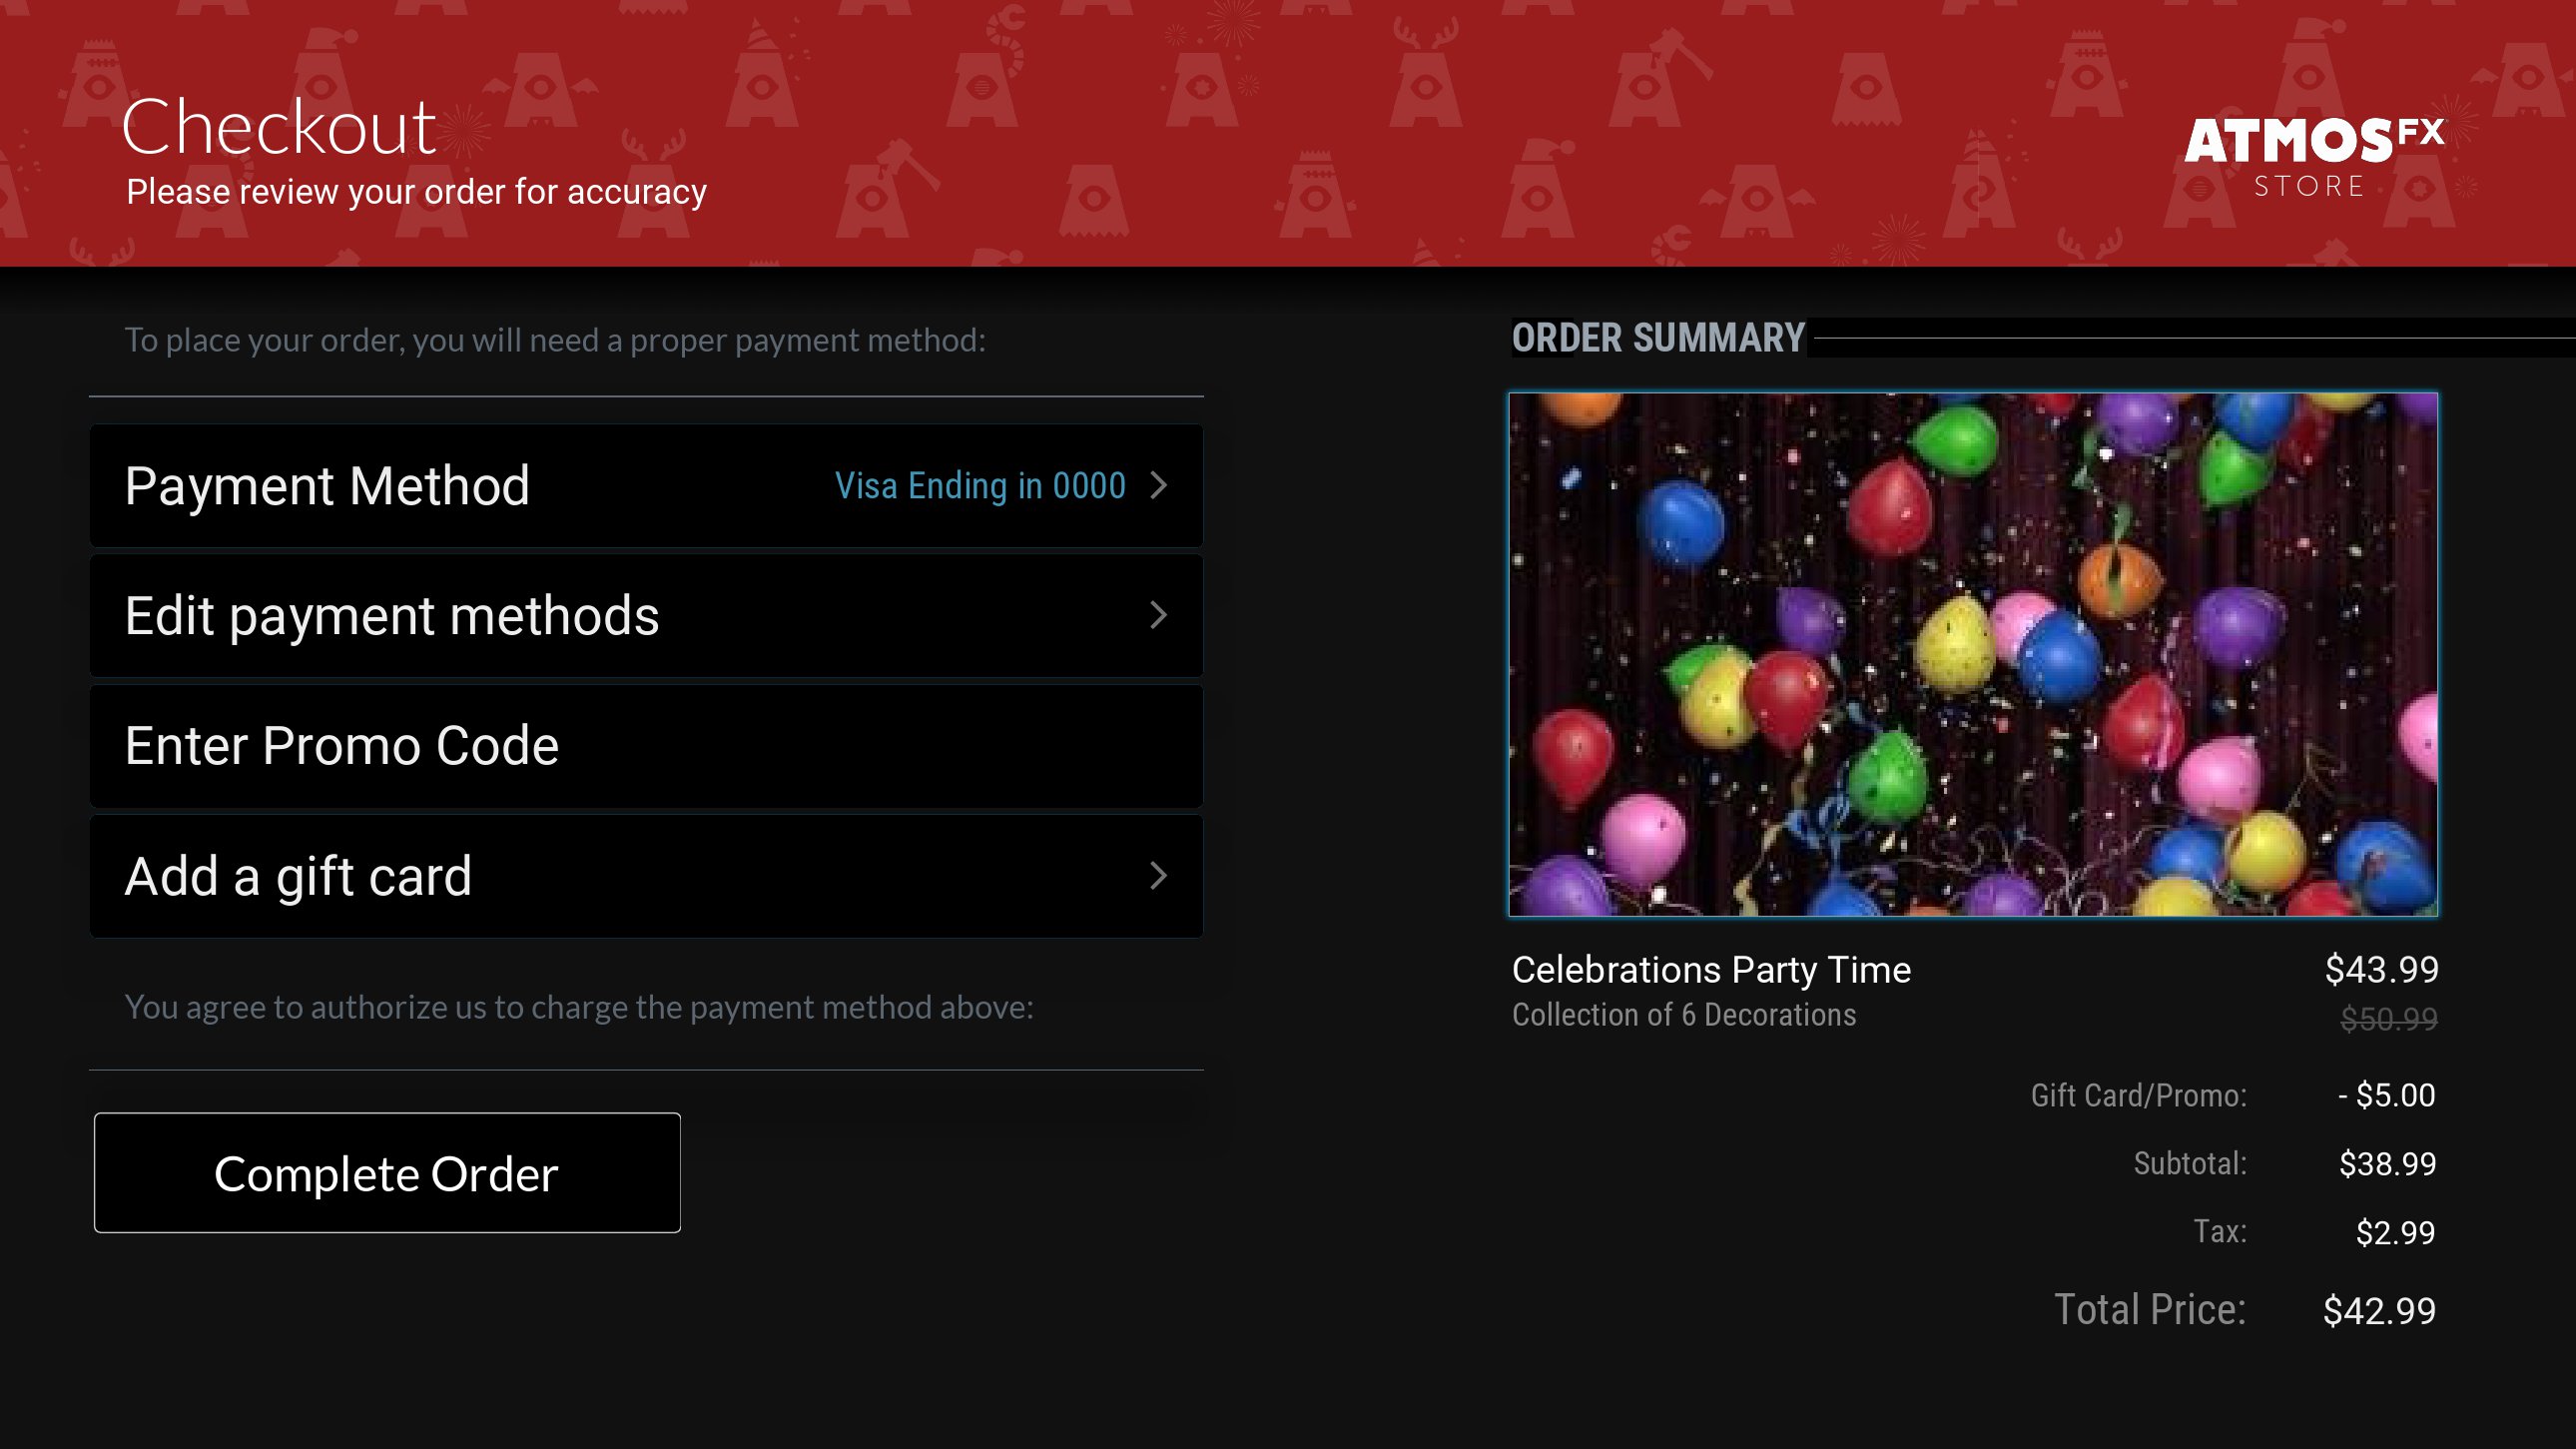 Checkout
Please review your order for accuracy
ATMOSFX
STORE
To place your order, you will need a proper payment method:
Payment Method Visa Ending in 0000
Edit payment methods
Enter Promo Code
Add a gift card
You agree to authorize us to charge the payment method above:
Complete Order
ORDER SUMMARY
Celebrations Party Time $43.99
Collection of 6 Decorations $50.99
Gift Card/Promo: - $5.00
Subtotal: $38.99
Tax: $2.99
Total Price: $42.99